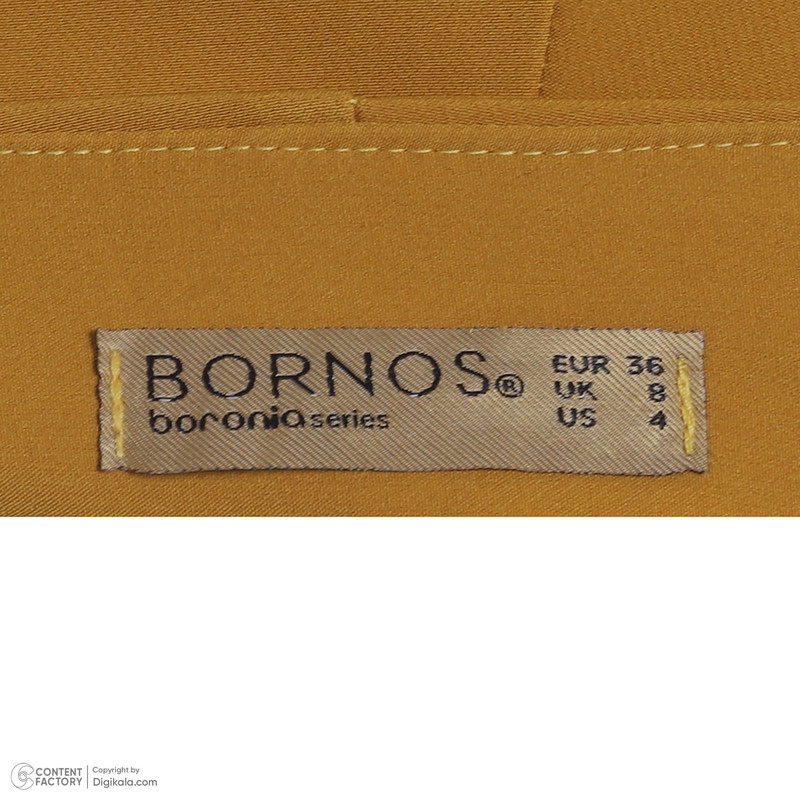 BORNOS®
boronia series
EUR 36
UK 8
US 4
CONTENT FACTORY
Copyright by
Digikala.com